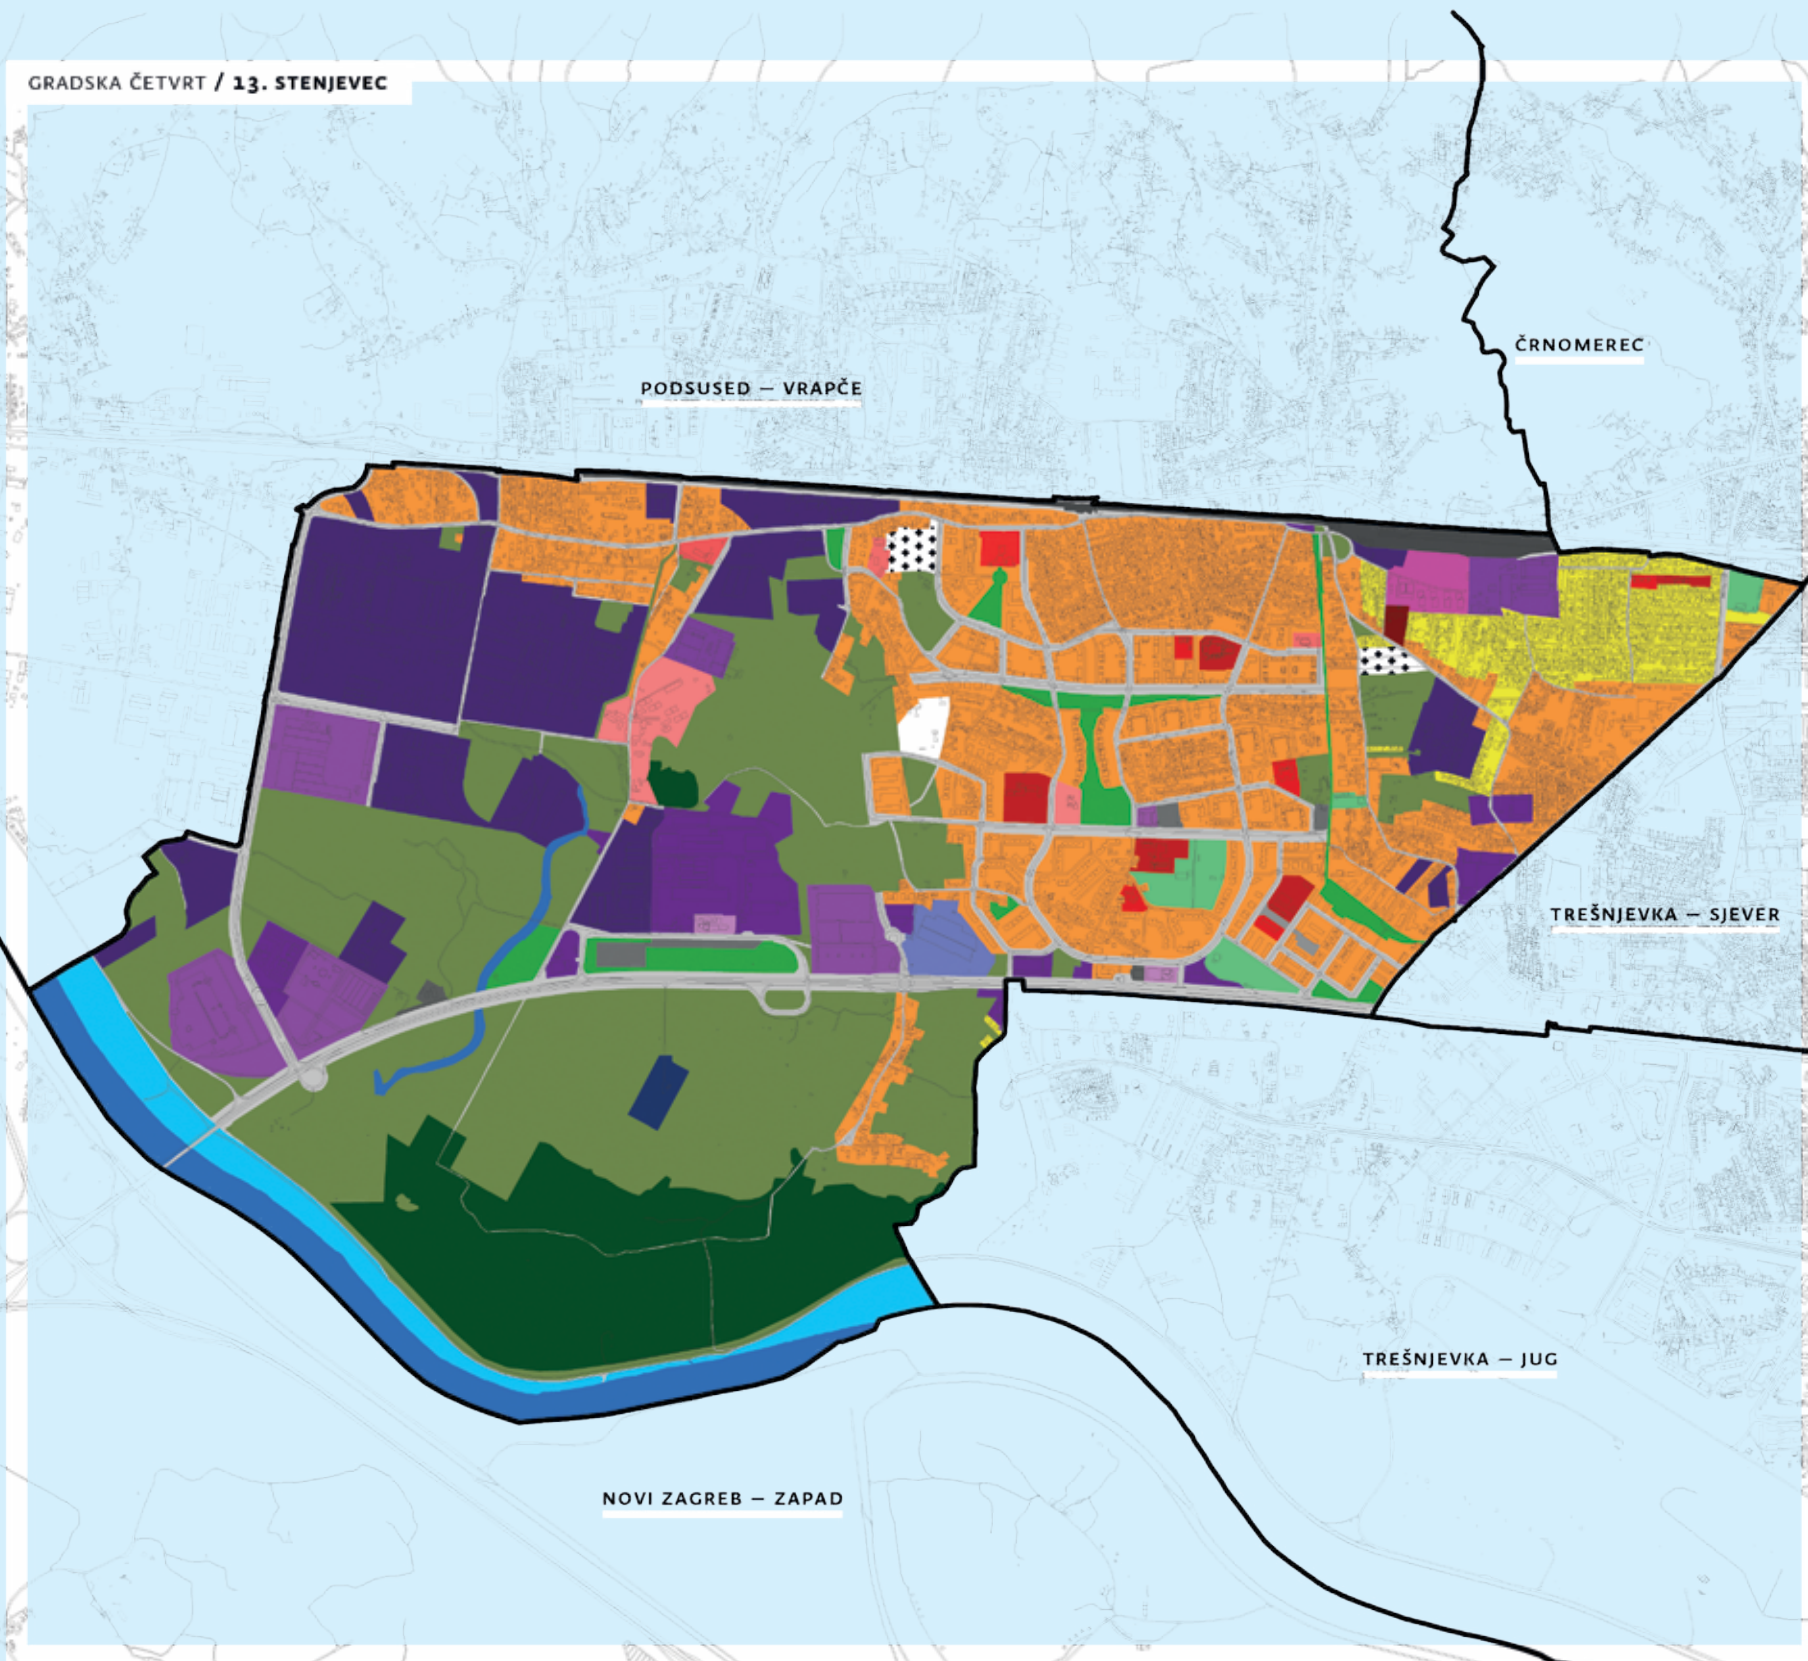 GRADSKA ČETVRT / 13. STENJEVEC
ČRNOMEREC
PODSUSED — VRAPČE
TREŠNJEVKA — SJEVER
TREŠNJEVKA — JUG
NOVI ZAGREB — ZAPAD